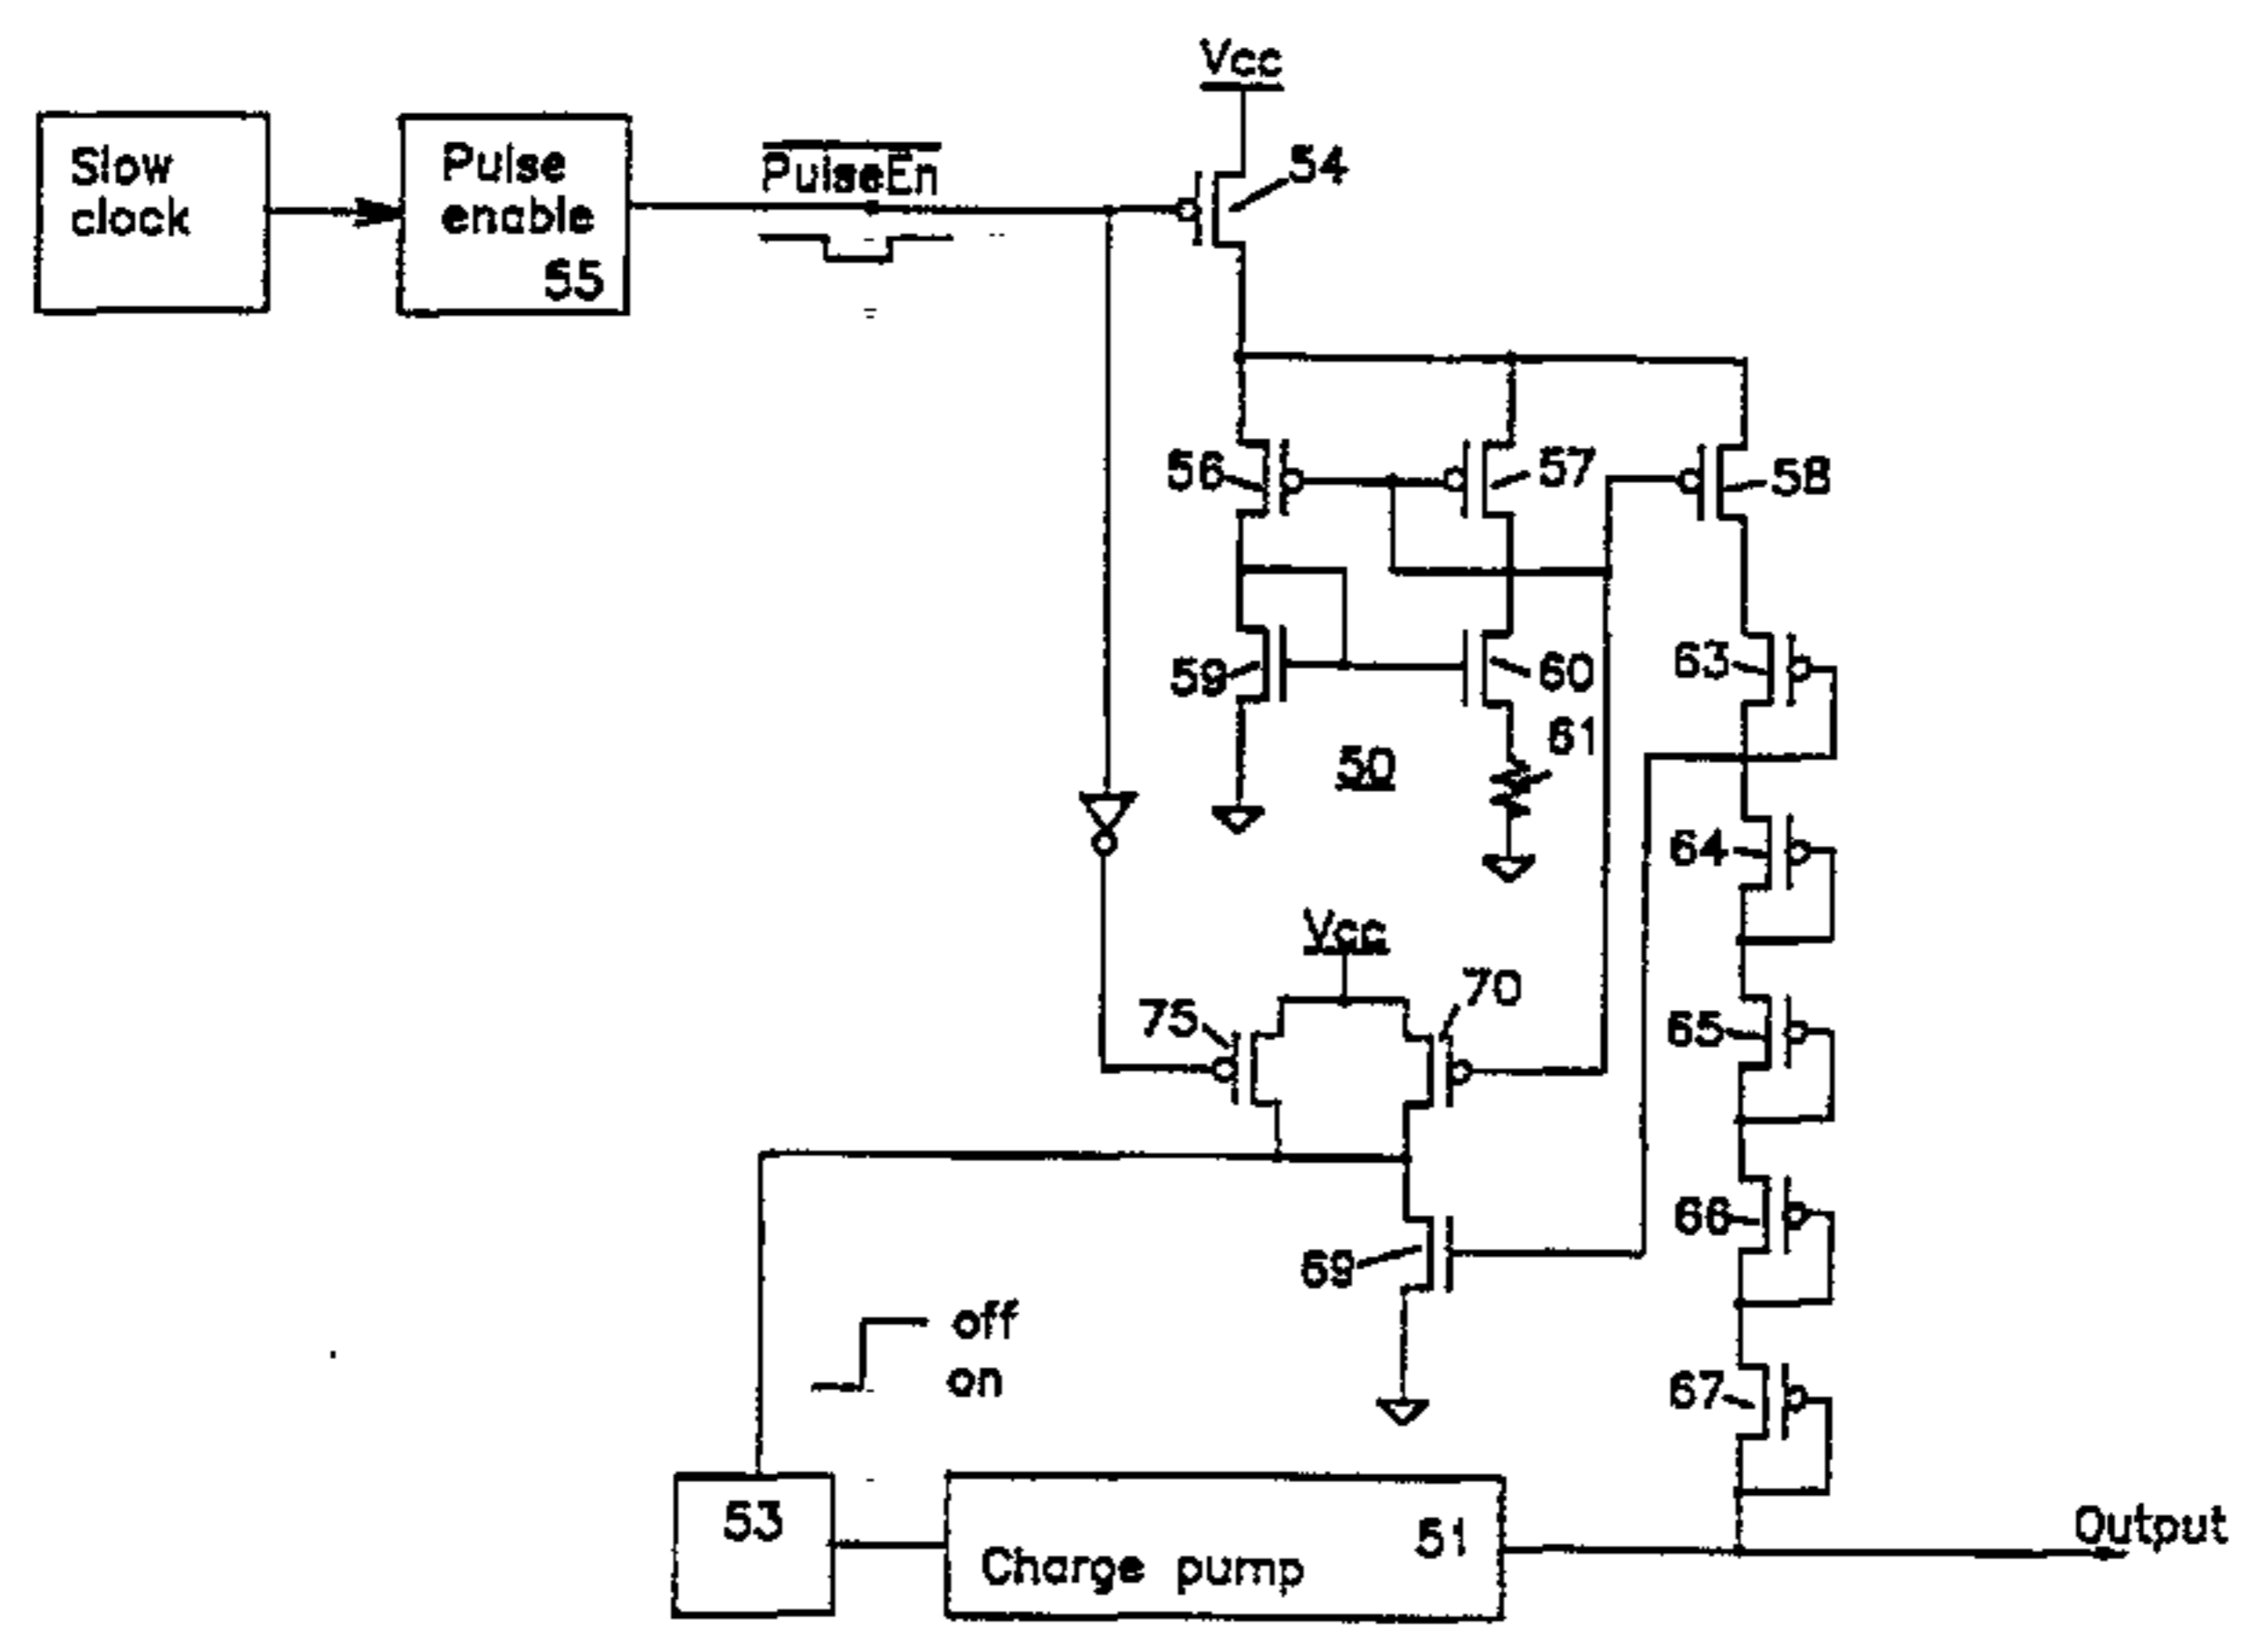 Vcc
Slow
clock
Pulse
enable
55
PulseEn
54
56
57
58
59
60
61
50
63
64
Vcc
75
70
65
66
69
67
off
on
53
Charge pump
51
Output